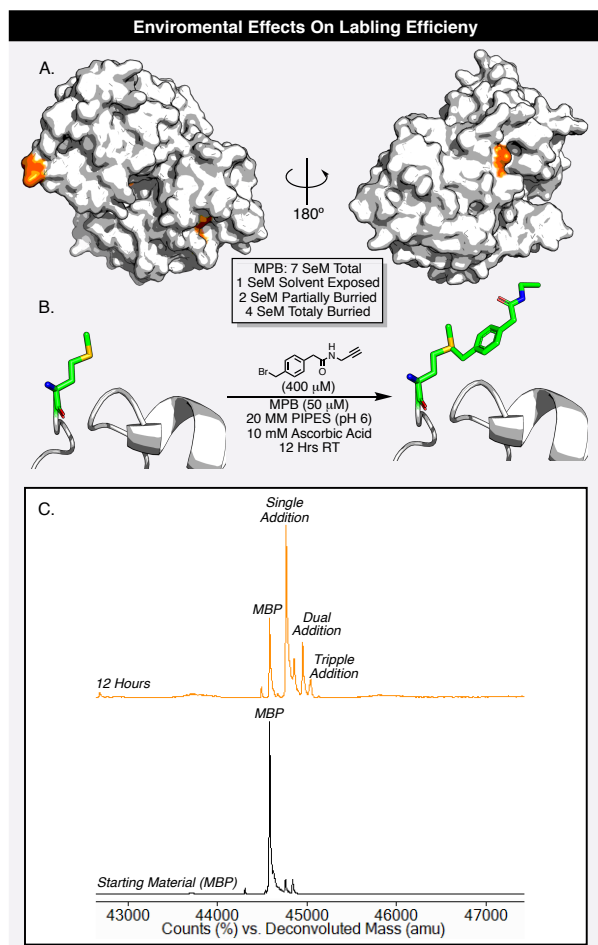 Enviromental Effects On Labling Efficieny
A.
180º
MPB: 7 SeM Total
1 SeM Solvent Exposed
2 SeM Partially Burried
4 SeM Totaly Burried
B.
Br
O
H
N
(400 μM)
MPB (50 μM)
20 MM PIPES (pH 6)
10 mM Ascorbic Acid
12 Hrs RT
C.
Single
Addition
MBP
Dual
Addition
Tripple
Addition
12 Hours
MBP
Starting Material (MBP)
43000 44000 45000 46000 47000
Counts (%) vs. Deconvoluted Mass (amu)